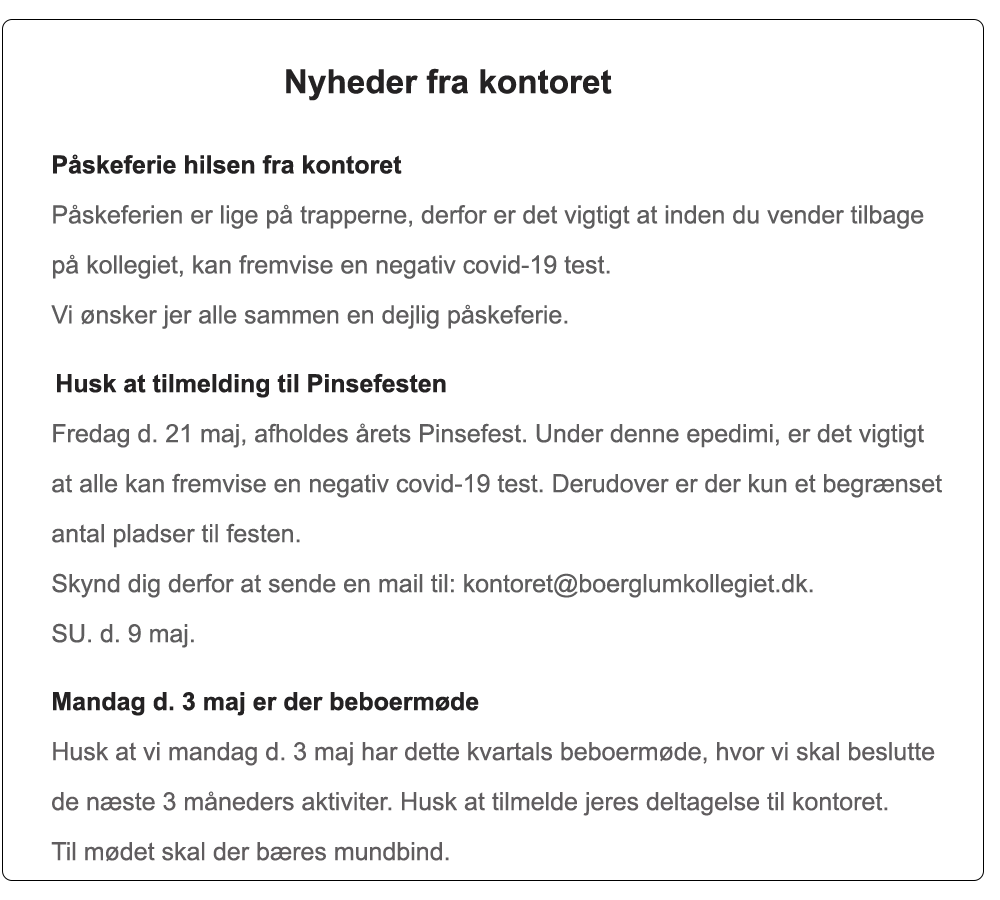 Nyheder fra kontoret
Påskeferie hilsen fra kontoret
Påskeferien er lige på trapperne, derfor er det vigtigt at inden du vender tilbage
på kollegiet, kan fremvise en negativ covid-19 test.
Vi ønsker jer alle sammen en dejlig påskeferie.
Husk at tilmelding til Pinsefesten
Fredag d. 21 maj, afholdes årets Pinsefest. Under denne epedimi, er det vigtigt
at alle kan fremvise en negativ covid-19 test. Derudover er der kun et begrænset
antal pladser til festen.
Skynd dig derfor at sende en mail til: kontoret@boerglumkollegiet.dk.
SU. d. 9 maj.
Mandag d. 3 maj er der beboermøde
Husk at vi mandag d. 3 maj har dette kvartals beboermøde, hvor vi skal beslutte
de næste 3 måneders aktiviter. Husk at tilmelde jeres deltagelse til kontoret.
Til mødet skal der bæres mundbind.